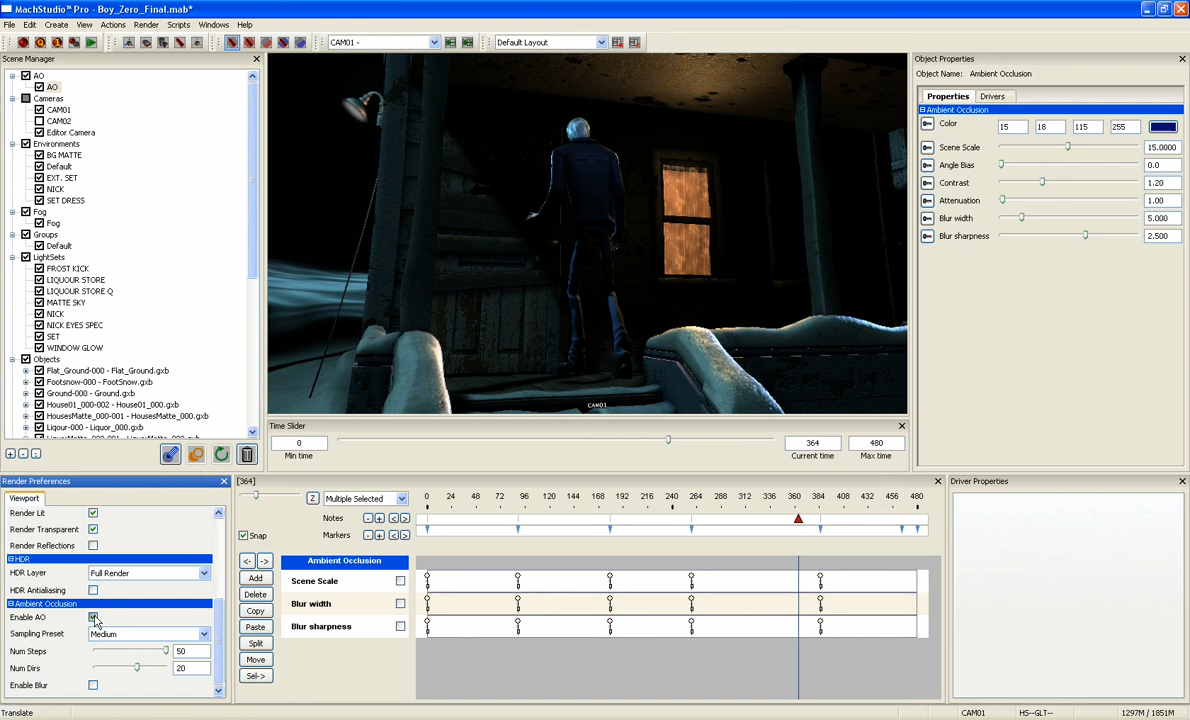 MachStudio™ Pro - Boy_Zero_Final.mab*
File Edit Create View Actions Render Scripts Windows Help
CAM01 - Default Layout
Scene Manager
AO
AO
Cameras
CAM01
CAM02
Editor Camera
Environments
BG MATTE
Default
EXT. SET
NICK
SET DRESS
Fog
Fog
Groups
Default
LightSets
FROST KICK
LIQUOUR STORE
LIQUOUR STORE Q
MATTE SKY
NICK
NICK EYES SPEC
SET
WINDOW GLOW
Objects
Flat_Ground-000 - Flat_Ground.gxb
Footsnow-000 - FootSnow.gxb
Ground-000 - Ground.gxb
House01_000-002 - House01_000.gxb
HousesMatte_000-001 - HousesMatte_000.gxb
Liqour-000 - Liquor_000.gxb
CAM01
Object Properties
Object Name: Ambient Occlusion
Properties Drivers
Ambient Occlusion
Color 15 18 115 255
Scene Scale 15.0000
Angle Bias 0.0
Contrast 1.20
Attenuation 1.00
Blur width 5.000
Blur sharpness 2.500
Time Slider
0 364 480
Min time Current time Max time
Render Preferences
Viewport
Render Lit
Render Transparent
Render Reflections
HDR
HDR Layer Full Render
HDR Antialiasing
Ambient Occlusion
Enable AO
Sampling Preset Medium
Num Steps 50
Num Dirs 20
Enable Blur
[364]
Z Multiple Selected 0 24 48 72 96 120 144 168 192 216 240 264 288 312 336 360 384 408 432 456 480
Notes - + < >
Snap Markers - + < >
<- -> Ambient Occlusion
Add Scene Scale
Delete
Copy Blur width
Paste Blur sharpness
Split
Move
Sel->
Driver Properties
Translate CAM01 HS--GLT-- 1297M / 1851M